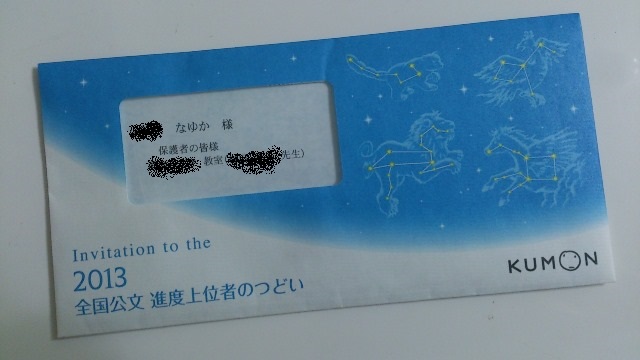 なゆか 様
保護者の皆様
教室( 先生)
Invitation to the
2013
全国公文 進度上位者のつどい
KUMON